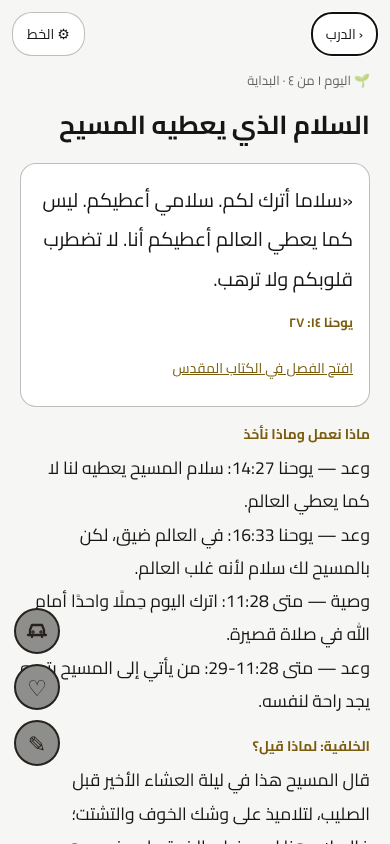 ‹ الدرب
⚙ الخط
🌱 اليوم ١ من ٤ · البداية
السلام الذي يعطيه المسيح
«سلاما أترك لكم. سلامي أعطيكم. ليس
كما يعطي العالم أعطيكم أنا. لا تضطرب
قلوبكم ولا ترهب.
يوحنا ١٤: ٢٧
افتح الفصل في الكتاب المقدس
ماذا نعمل وماذا نأخذ
وعد — يوحنا 14:27: سلام المسيح يعطيه لنا لا
كما يعطي العالم.
وعد — يوحنا 16:33: في العالم ضيق، لكن
بالمسيح لك سلام لأنه غلب العالم.
وصية — متى 11:28: اترك اليوم حملًا واحدًا أمام
الله في صلاة قصيرة.
وعد — متى 11:28-29: من يأتي إلى المسيح
يجد راحة لنفسه.
الخلفية: لماذا قيل؟
قال المسيح هذا في ليلة العشاء الأخير قبل
الصليب، لتلاميذ على وشك الخوف والتشتت؛